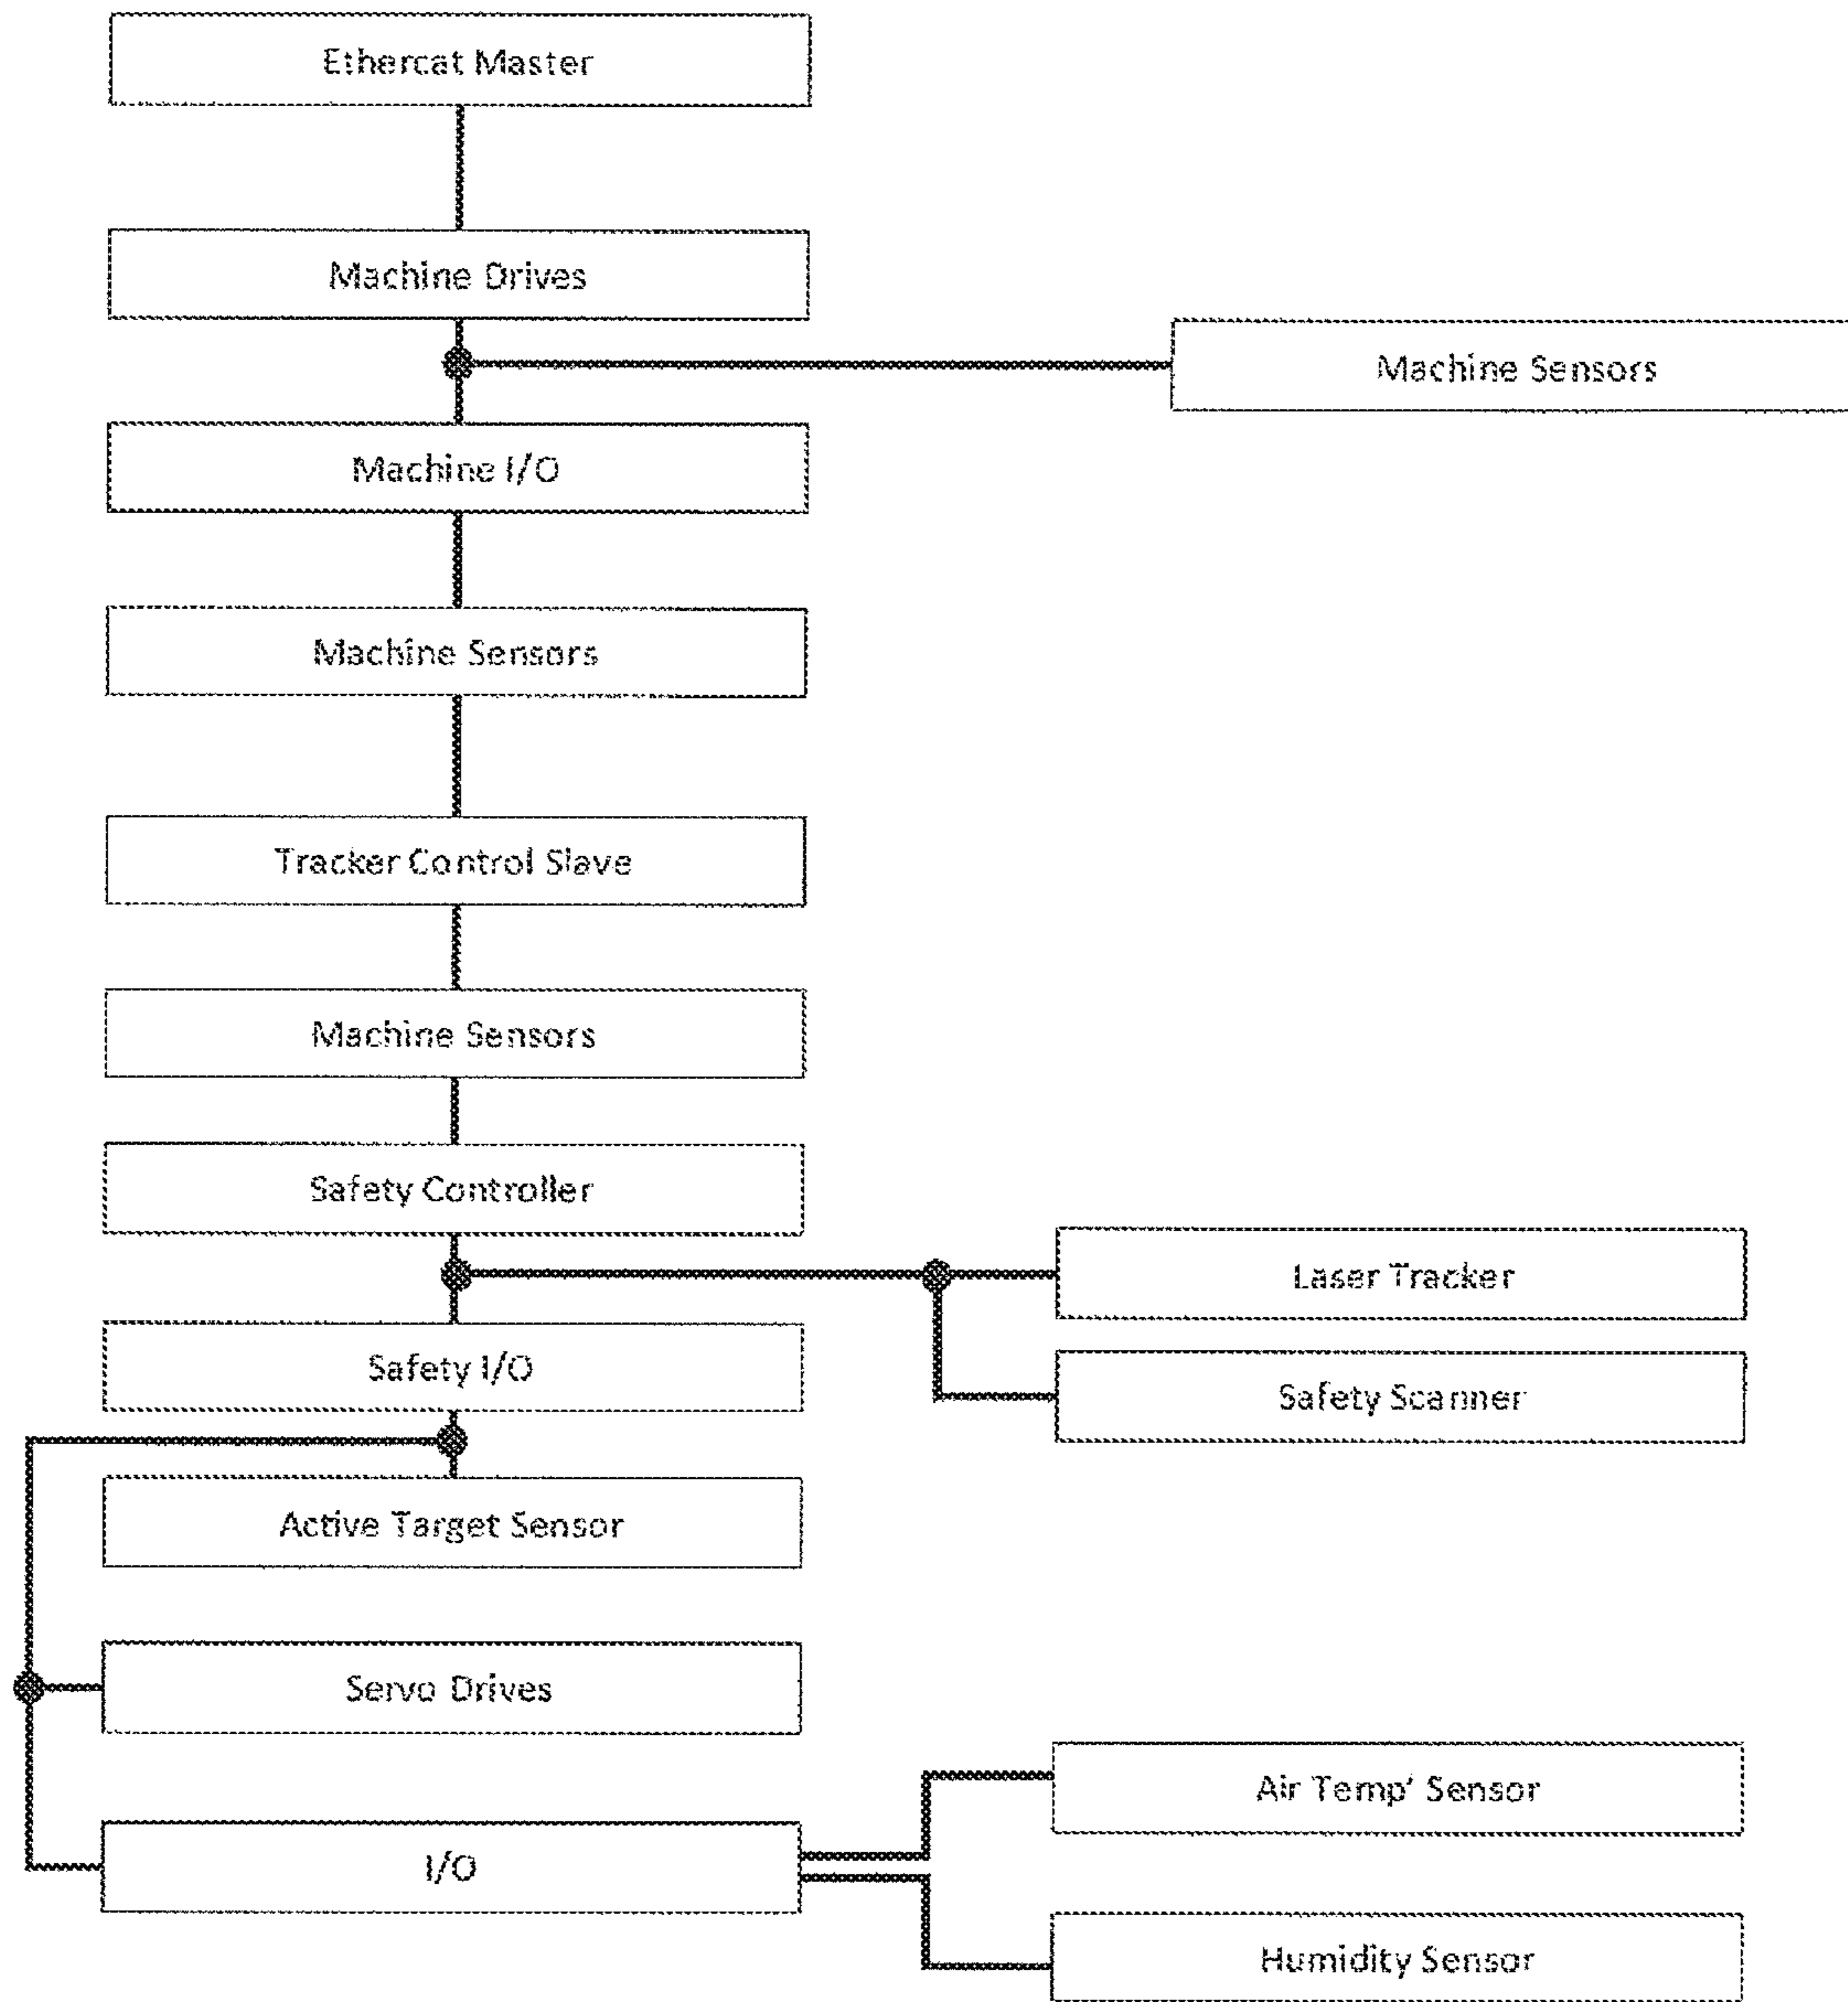 Ethercat Master
Machine Drives
Machine Sensors
Machine I/O
Machine Sensors
Tracker Control Slave
Machine Sensors
Safety Controller
Laser Tracker
Safety I/O
Safety Scanner
Active Target Sensor
Servo Drives
Air Temp' Sensor
I/O
Humidity Sensor